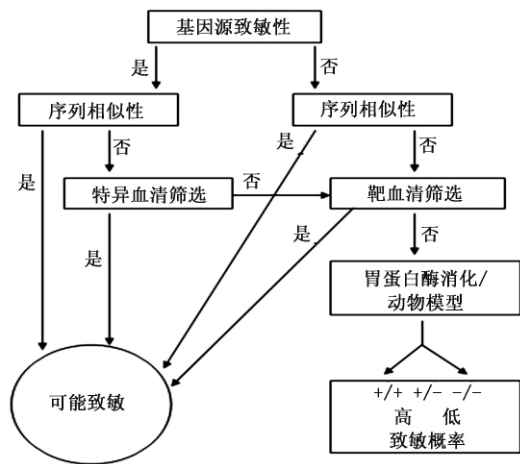 基因源致敏性
是
否
序列相似性
序列相似性
否
是
否
是
特异血清筛选
否
靶血清筛选
是
是
否
胃蛋白酶消化/
动物模型
可能致敏
+/+ +/− −/−
高 低
致敏概率